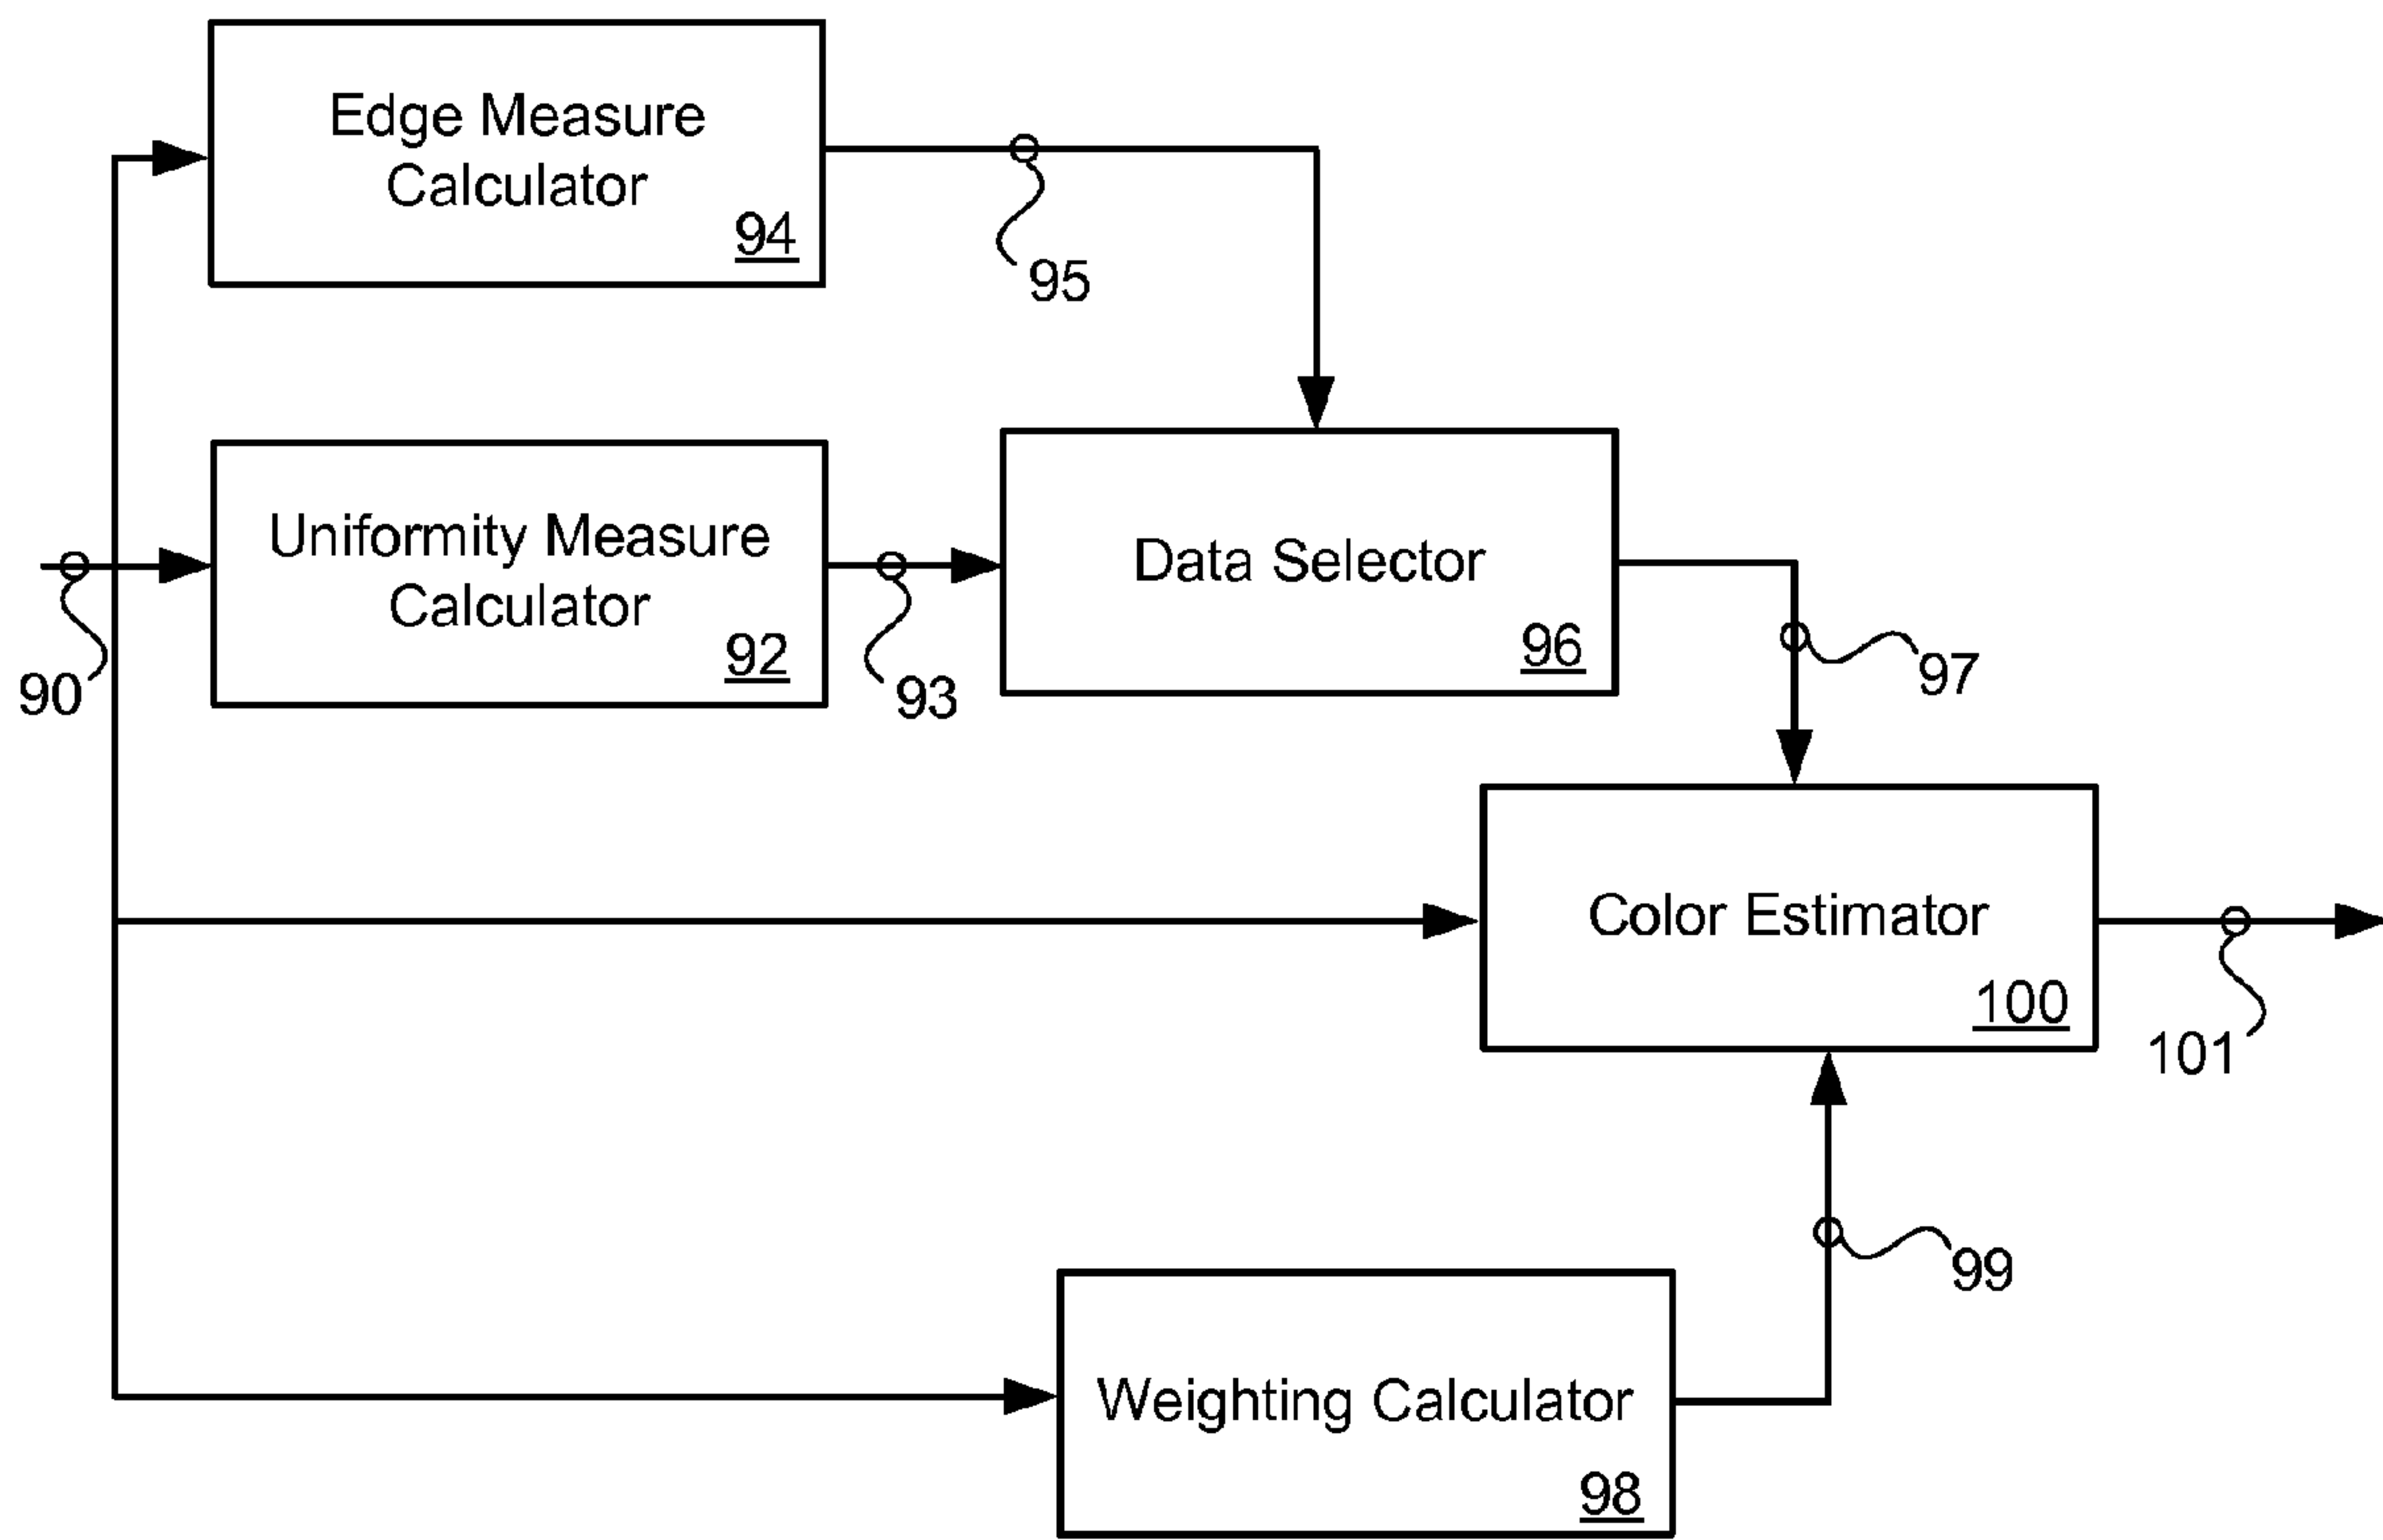 Edge Measure
Calculator
94
95
Uniformity Measure
Calculator
92
90
93
Data Selector
96
97
Color Estimator
100
101
99
Weighting Calculator
98